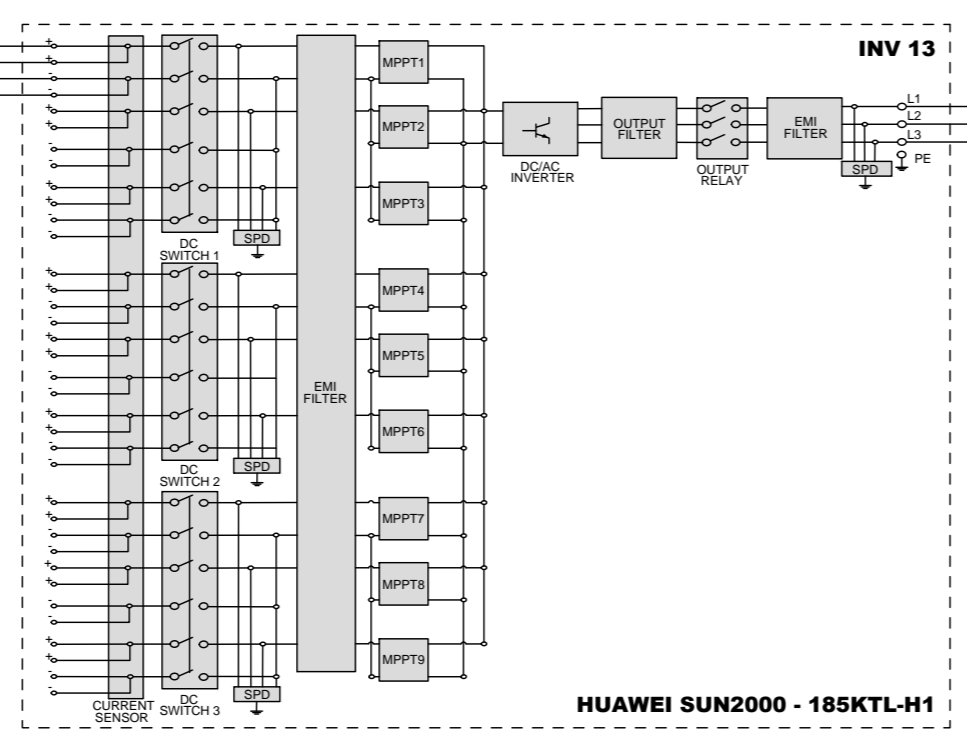 INV 13
+
+
-
-
+
+
-
-
+
+
-
-
DC
SWITCH 1
SPD
+
+
-
-
+
+
-
-
+
+
-
-
DC
SWITCH 2
SPD
+
+
-
-
+
+
-
-
+
+
-
-
CURRENT
SENSOR
DC
SWITCH 3
SPD
EMI
FILTER
MPPT1
MPPT2
MPPT3
MPPT4
MPPT5
MPPT6
MPPT7
MPPT8
MPPT9
DC/AC
INVERTER
OUTPUT
FILTER
OUTPUT
RELAY
EMI
FILTER
SPD
L1
L2
L3
PE
HUAWEI SUN2000 - 185KTL-H1